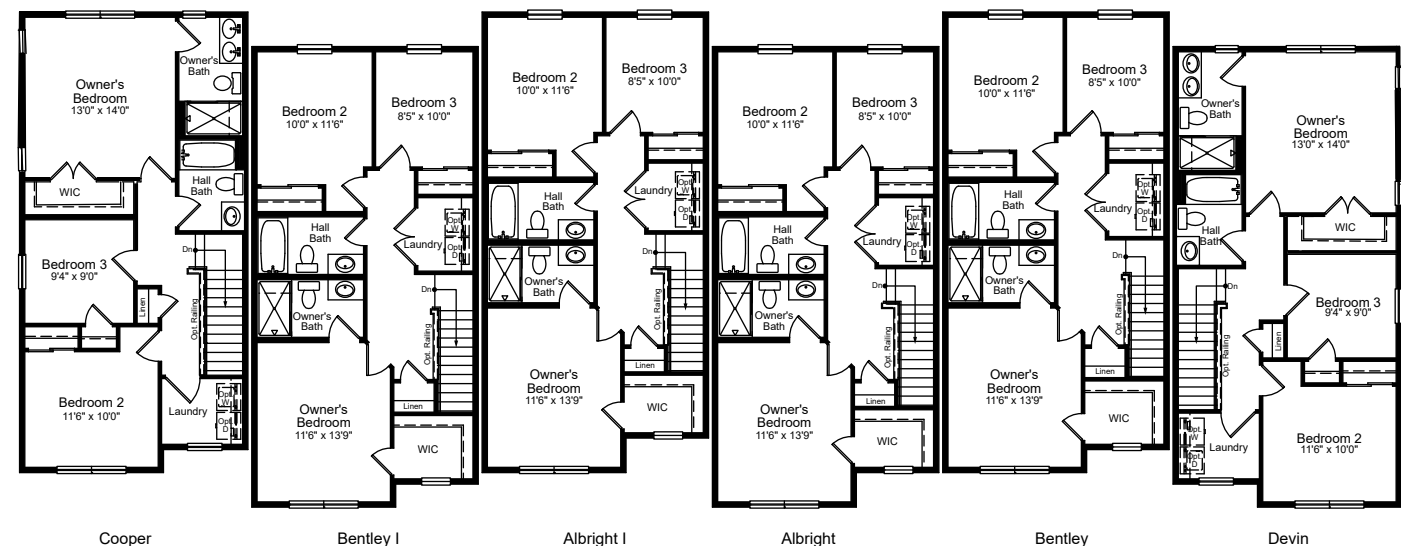 Owner's
Bath
Owner's
Bedroom
13'0" x 14'0"
WIC
Hall
Bath
Dn
Bedroom 3
9'4" x 9'0"
Linen
Opt. Railing
Bedroom 2
11'6" x 10'0"
Laundry
Opt.
W
Opt.
D
Cooper
Bedroom 2
10'0" x 11'6"
Bedroom 3
8'5" x 10'0"
Hall
Bath
Laundry
Opt.
W
Opt.
D
Dn
Owner's
Bath
Opt. Railing
Linen
Owner's
Bedroom
11'6" x 13'9"
WIC
Bentley I
Bedroom 2
10'0" x 11'6"
Bedroom 3
8'5" x 10'0"
Laundry
Opt.
W
Opt.
D
Hall
Bath
Dn
Owner's
Bath
Opt. Railing
Linen
Owner's
Bedroom
11'6" x 13'9"
WIC
Albright I
Bedroom 2
10'0" x 11'6"
Bedroom 3
8'5" x 10'0"
Hall
Bath
Laundry
Opt.
W
Opt.
D
Dn
Owner's
Bath
Opt. Railing
Linen
Owner's
Bedroom
11'6" x 13'9"
WIC
Albright
Bedroom 2
10'0" x 11'6"
Bedroom 3
8'5" x 10'0"
Hall
Bath
Laundry
Opt.
W
Opt.
D
Dn
Owner's
Bath
Opt. Railing
Linen
Owner's
Bedroom
11'6" x 13'9"
WIC
Bentley
Owner's
Bath
Owner's
Bedroom
13'0" x 14'0"
Hall
Bath
WIC
Dn
Bedroom 3
9'4" x 9'0"
Linen
Opt. Railing
Bedroom 2
11'6" x 10'0"
Laundry
Opt.
W
Opt.
D
Devin